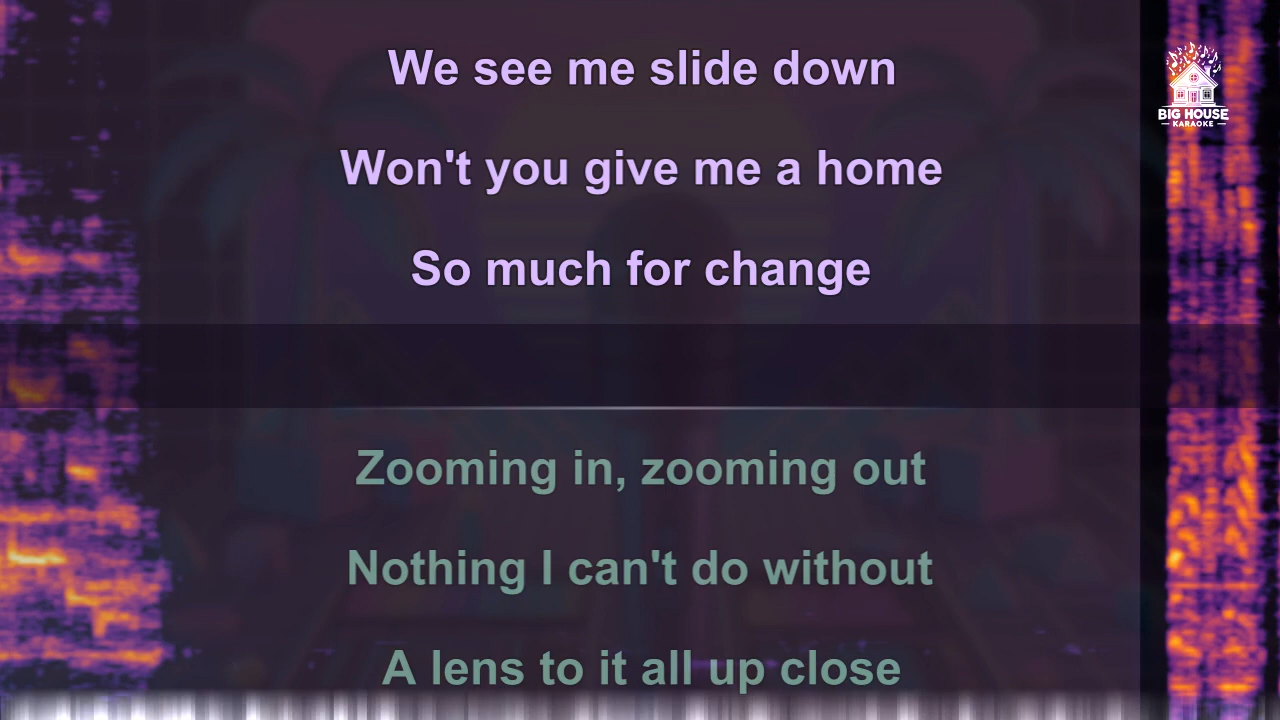 We see me slide down
BIG HOUSE
KARAOKE
Won't you give me a home
So much for change
Zooming in, zooming out
Nothing I can't do without
A lens to it all up close